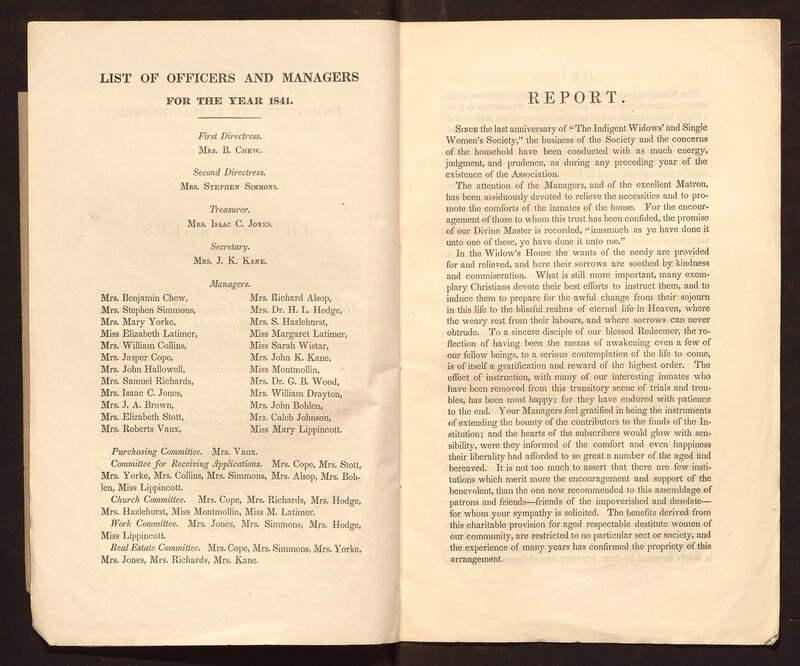 LIST OF OFFICERS AND MANAGERS
FOR THE YEAR 1841.
First Directress.
Mrs. B. Chew.
Second Directress.
Mrs. Stephen Simmons.
Treasurer.
Mrs. Isaac C. Jones.
Secretary.
Mrs. J. K. Kane.
Managers.
Mrs. Benjamin Chew,
Mrs. Stephen Simmons,
Mrs. Mary Yorke,
Miss Elizabeth Latimer,
Mrs. William Collins,
Mrs. Jasper Cope,
Mrs. John Hallowell,
Mrs. Samuel Richards,
Mrs. Isaac C. Jones,
Mrs. J. A. Brown,
Mrs. Elizabeth Stott,
Mrs. Roberts Vaux,
Mrs. Richard Alsop,
Mrs. Dr. H. L. Hodge,
Mrs. S. Hazlehurst,
Miss Margaret Latimer,
Miss Sarah Wistar,
Mrs. John K. Kane,
Miss Montmollin,
Mrs. Dr. G. B. Wood,
Mrs. William Drayton,
Mrs. John Bohlen,
Mrs. Caleb Johnson,
Miss Mary Lippincott.
Purchasing Committee. Mrs. Vaux.
Committee for Receiving Applications. Mrs. Cope, Mrs. Stott,
Mrs. Yorke, Mrs. Collins, Mrs. Simmons, Mrs. Alsop, Mrs. Boh-
len, Miss Lippincott.
Church Committee. Mrs. Cope, Mrs. Richards, Mrs. Hodge,
Mrs. Hazlehurst, Miss Montmollin, Miss M. Latimer.
Work Committee. Mrs. Jones, Mrs. Simmons, Mrs. Hodge,
Miss Lippincott.
Real Estate Committee. Mrs. Cope, Mrs. Simmons, Mrs. Yorke,
Mrs. Jones, Mrs. Richards, Mrs. Kane.
REPORT.
Since the last anniversary of "The Indigent Widows' and Single
Women's Society," the business of the Society and the concerns
of the household have been conducted with as much energy,
judgment, and prudence, as during any preceding year of the
existence of the Association.
The attention of the Managers, and of the excellent Matron,
has been assiduously devoted to relieve the necessities and to pro-
mote the comforts of the inmates of the house. For the encour-
agement of those to whom this trust has been confided, the promise
of our Divine Master is recorded, "inasmuch as ye have done it
unto one of these, ye have done it unto me."
In the Widow's House the wants of the needy are provided
for and relieved, and here their sorrows are soothed by kindness
and commiseration. What is still more important, many exem-
plary Christians devote their best efforts to instruct them, and to
induce them to prepare for the awful change from their sojourn
in this life to the blissful realms of eternal life in Heaven, where
the weary rest from their labours, and where sorrows can never
obtrude. To a sincere disciple of our blessed Redeemer, the re-
flection of having been the means of awakening even a few of
our fellow beings, to a serious contemplation of the life to come,
is of itself a gratification and reward of the highest order. The
effect of instruction, with many of our interesting inmates who
have been removed from this transitory scene of trials and trou-
bles, has been most happy; for they have endured with patience
to the end. Your Managers feel gratified in being the instruments
of extending the bounty of the contributors to the funds of the In-
stitution; and the hearts of the subscribers would glow with sen-
sibility, were they informed of the comfort and even happiness
their liberality had afforded to so great a number of the aged and
bereaved. It is not too much to assert that there are few insti-
tutions which merit more the encouragement and support of the
benevolent, than the one now recommended to this assemblage of
patrons and friends—friends of the impoverished and desolate—
for whom your sympathy is solicited. The benefits derived from
this charitable provision for aged respectable destitute women of
our community, are restricted to no particular sect or society, and
the experience of many years has confirmed the propriety of this
arrangement.